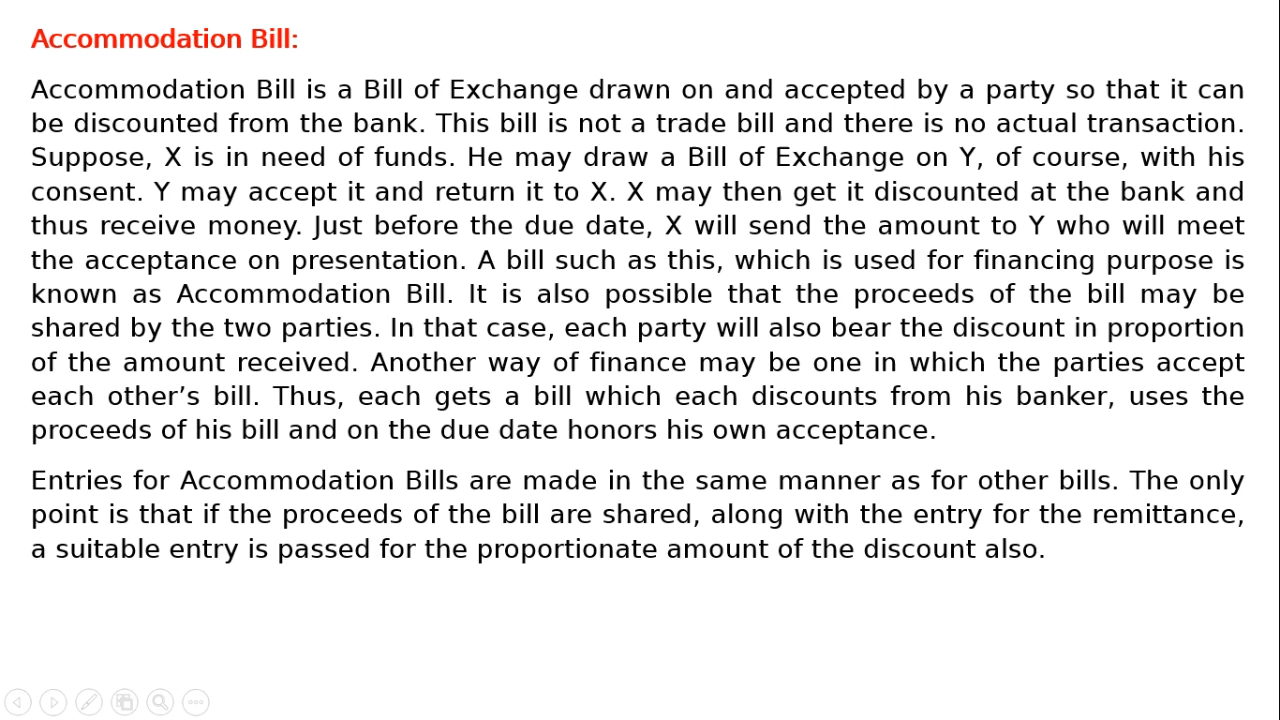 Accommodation Bill:
Accommodation Bill is a Bill of Exchange drawn on and accepted by a party so that it can
be discounted from the bank. This bill is not a trade bill and there is no actual transaction.
Suppose, X is in need of funds. He may draw a Bill of Exchange on Y, of course, with his
consent. Y may accept it and return it to X. X may then get it discounted at the bank and
thus receive money. Just before the due date, X will send the amount to Y who will meet
the acceptance on presentation. A bill such as this, which is used for financing purpose is
known as Accommodation Bill. It is also possible that the proceeds of the bill may be
shared by the two parties. In that case, each party will also bear the discount in proportion
of the amount received. Another way of finance may be one in which the parties accept
each other’s bill. Thus, each gets a bill which each discounts from his banker, uses the
proceeds of his bill and on the due date honors his own acceptance.
Entries for Accommodation Bills are made in the same manner as for other bills. The only
point is that if the proceeds of the bill are shared, along with the entry for the remittance,
a suitable entry is passed for the proportionate amount of the discount also.